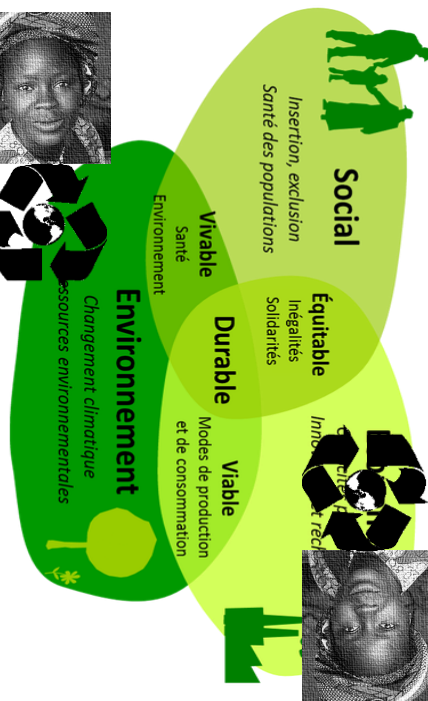 Social
Insertion, exclusion
Santé des populations
Équitable
Inégalités
Solidarités
Vivable
Santé
Environnement
Durable
Viable
Modes de production
et de consommation
Environnement
Changement climatique
environnementales